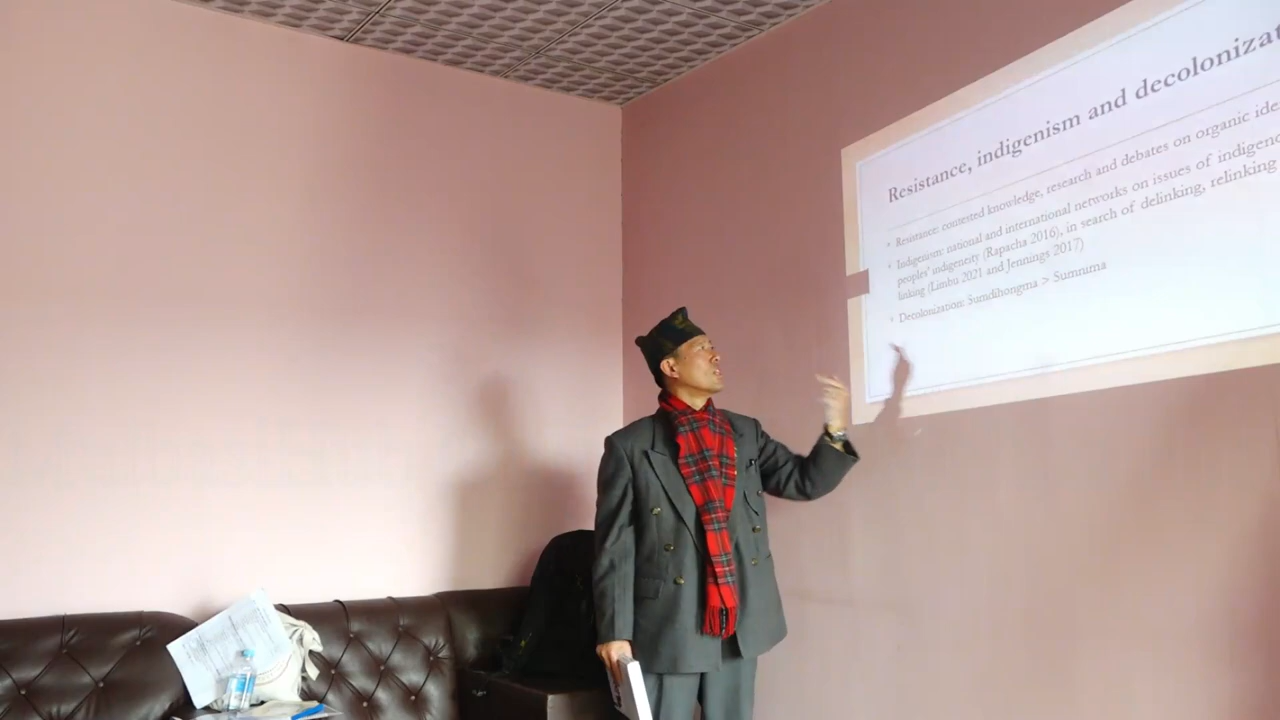 Resistance, indigenism and decolonizat
Resistance: contested knowledge, research and debates on organic ide
Indigenism: national and international networks on issues of indigeno
peoples' indigeneity (Rapacha 2016), in search of delinking, relinking
linking (Limbu 2021 and Jennings 2017)
Decolonization: Sumdihongma > Sumnima